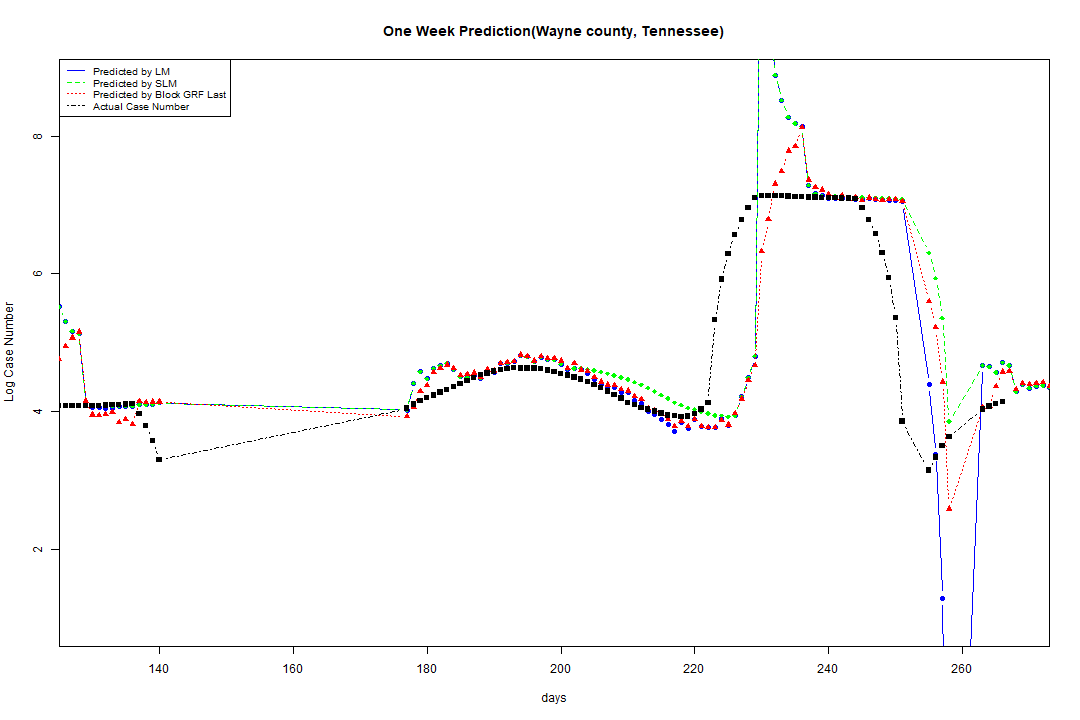 One Week Prediction(Wayne county, Tennessee)
Predicted by LM
Predicted by SLM
Predicted by Block GRF Last
Actual Case Number
8
6
4
2
Log Case Number
140 160 180 200 220 240 260
days